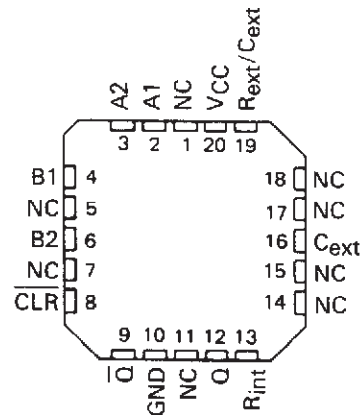 A2 A1 NC VCC Rext/Cext
3 2 1 20 19
B1 4
NC 5
B2 6
NC 7
CLR 8
18 NC
17 NC
16 Cext
15 NC
14 NC
9 10 11 12 13
Q GND NC Q Rint